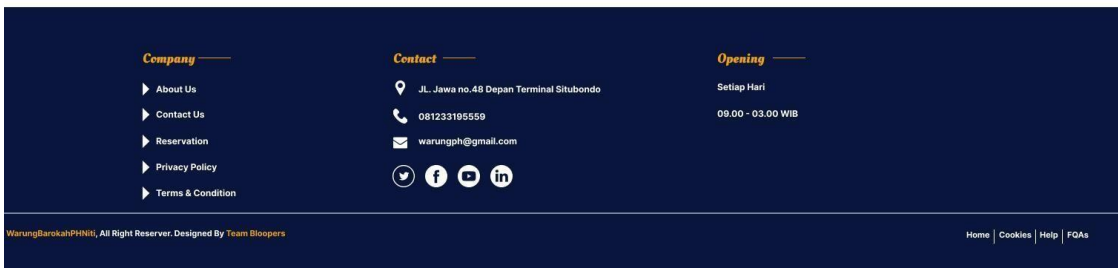 Company
About Us
Contact Us
Reservation
Privacy Policy
Terms & Condition
Contact
JL. Jawa no.48 Depan Terminal Situbondo
081233195559
warungph@gmail.com
Opening
Setiap Hari
09.00 - 03.00 WIB
WarungBarokahPHNiti, All Right Reserver. Designed By Team Bloopers
Home | Cookies | Help | FQAs